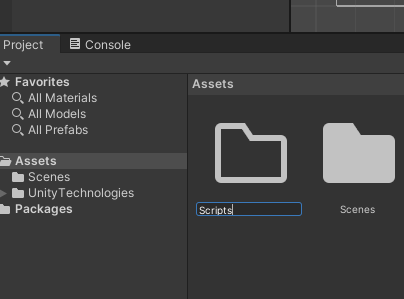 Project
Console
Favorites
All Materials
All Models
All Prefabs
Assets
Scenes
UnityTechnologies
Packages
Assets
Scripts
Scenes